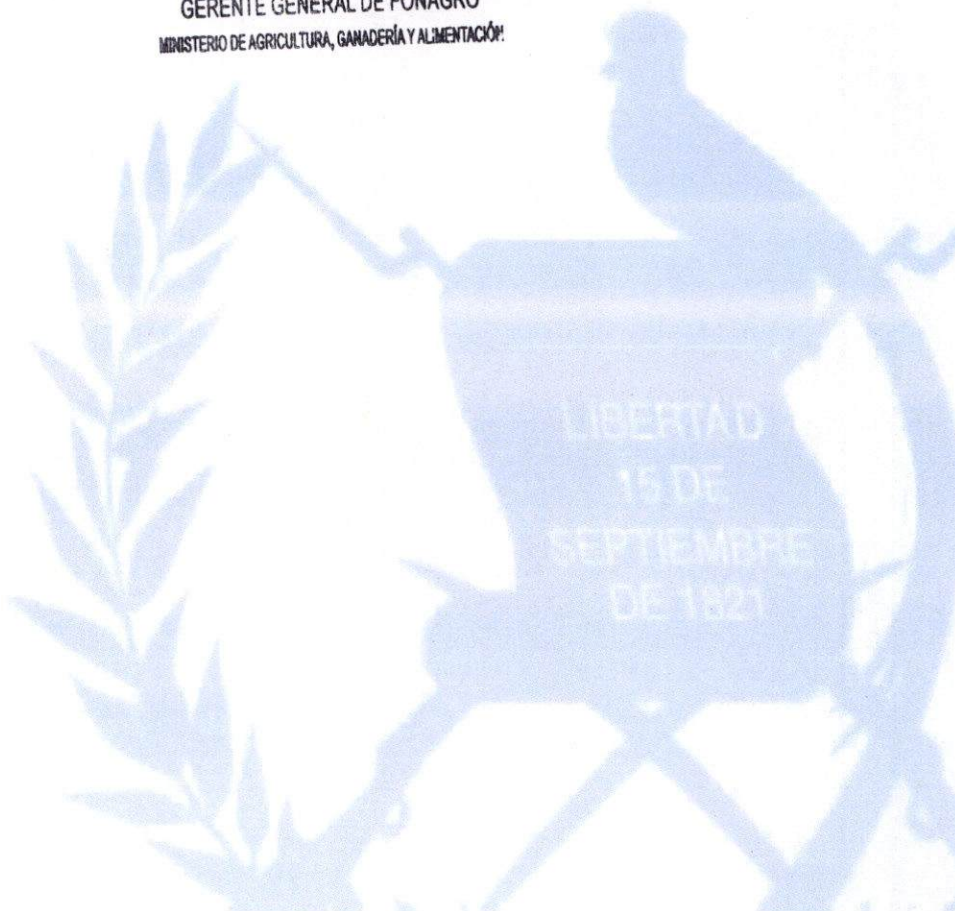 GERENTE GENERAL DE FONAGRO
MINISTERIO DE AGRICULTURA, GANADERÍA Y ALIMENTACIÓN
LIBERTAD
15 DE
SEPTIEMBRE
DE 1821